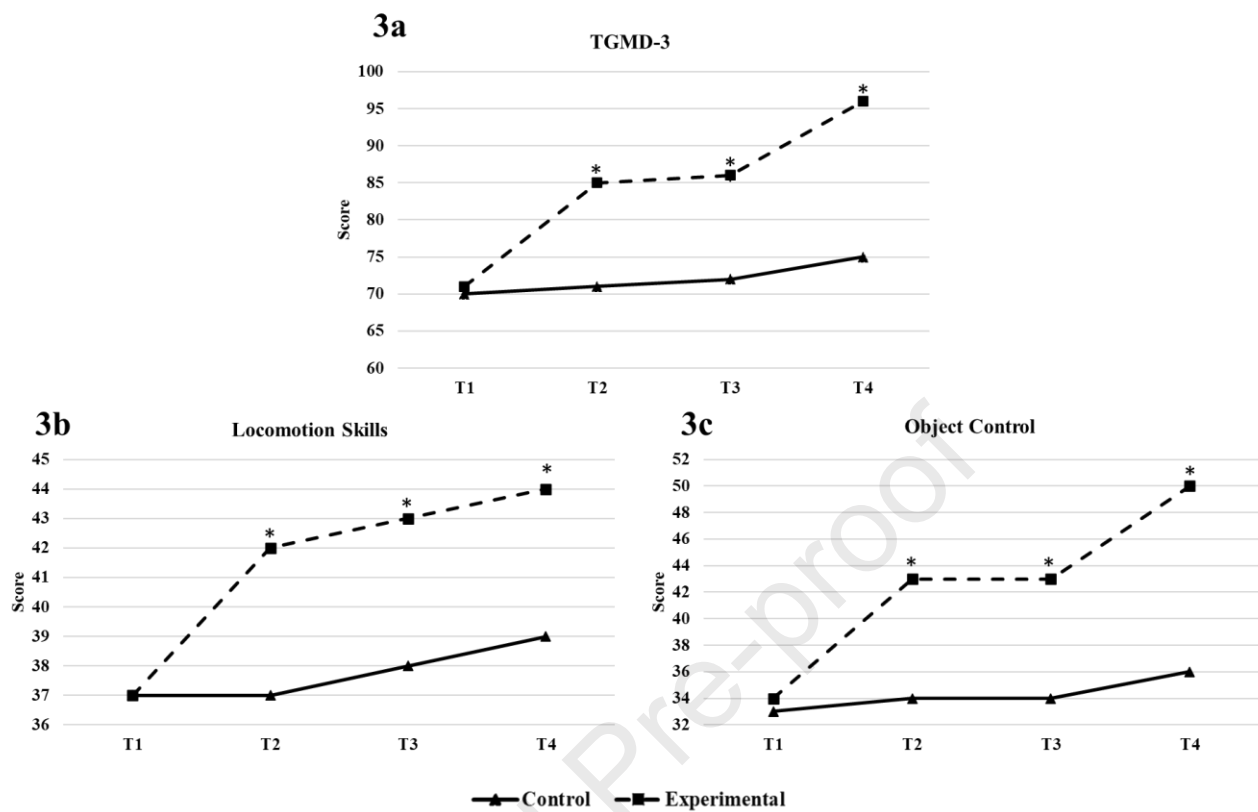 3a
TGMD-3
100
95
90
85
80
75
70
65
60
Score
* * *
T1 T2 T3 T4
3b
Locomotion Skills
45
44
43
42
41
40
39
38
37
36
Score
* * *
T1 T2 T3 T4
3c
Object Control
52
50
48
46
44
42
40
38
36
34
32
Score
* * *
T1 T2 T3 T4
Control Experimental
Pre-proof